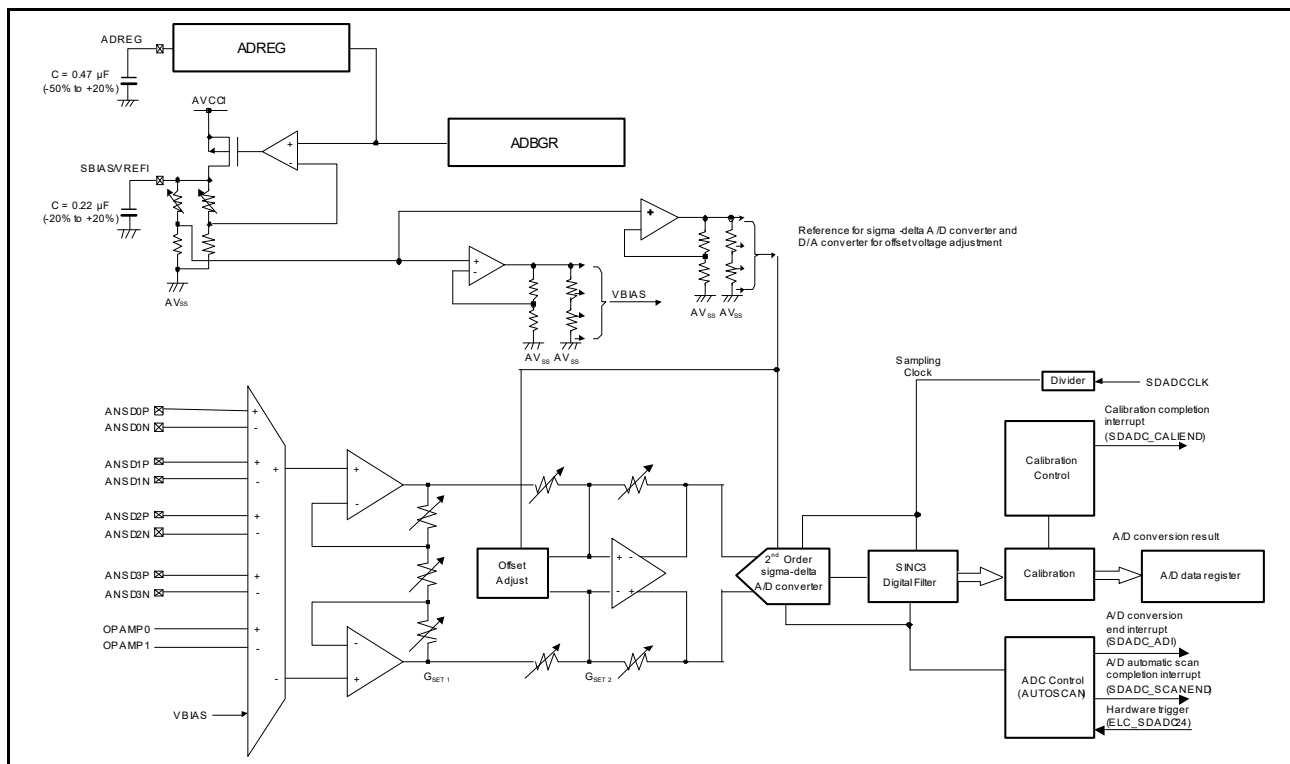 ADREG
ADREG
C = 0.47 µF
(-50% to +20%)
AVCCI
ADBGR
+
-
SBIAS/VREFI
C = 0.22 µF
(-20% to +20%)
AVSS
+
Reference for sigma -delta A /D converter and
D/A converter for offset voltage adjustment
+
-
VBIAS
AVSS AVSS
AVSS AVSS
Sampling
Clock
Divider
SDADCCLK
Calibration completion
interrupt
(SDADC_CALIEND)
Calibration
Control
ANSD0P
+
ANSD0N
-
ANSD1P
+
ANSD1N
-
ANSD2P
+
ANSD2N
-
ANSD3P
+
ANSD3N
-
OPAMP0
+
OPAMP1
-
VBIAS
+
-
+
-
-
+
GSET 1
GSET 2
Offset
Adjust
+ -
- +
2nd Order
sigma-delta
A/D converter
SINC3
Digital Filter
Calibration
A/D conversion result
A/D data register
ADC Control
(AUTOSCAN)
A/D conversion
end interrupt
(SDADC_ADI)
A/D automatic scan
completion interrupt
(SDADC_SCANEND)
Hardware trigger
(ELC_SDADC24)